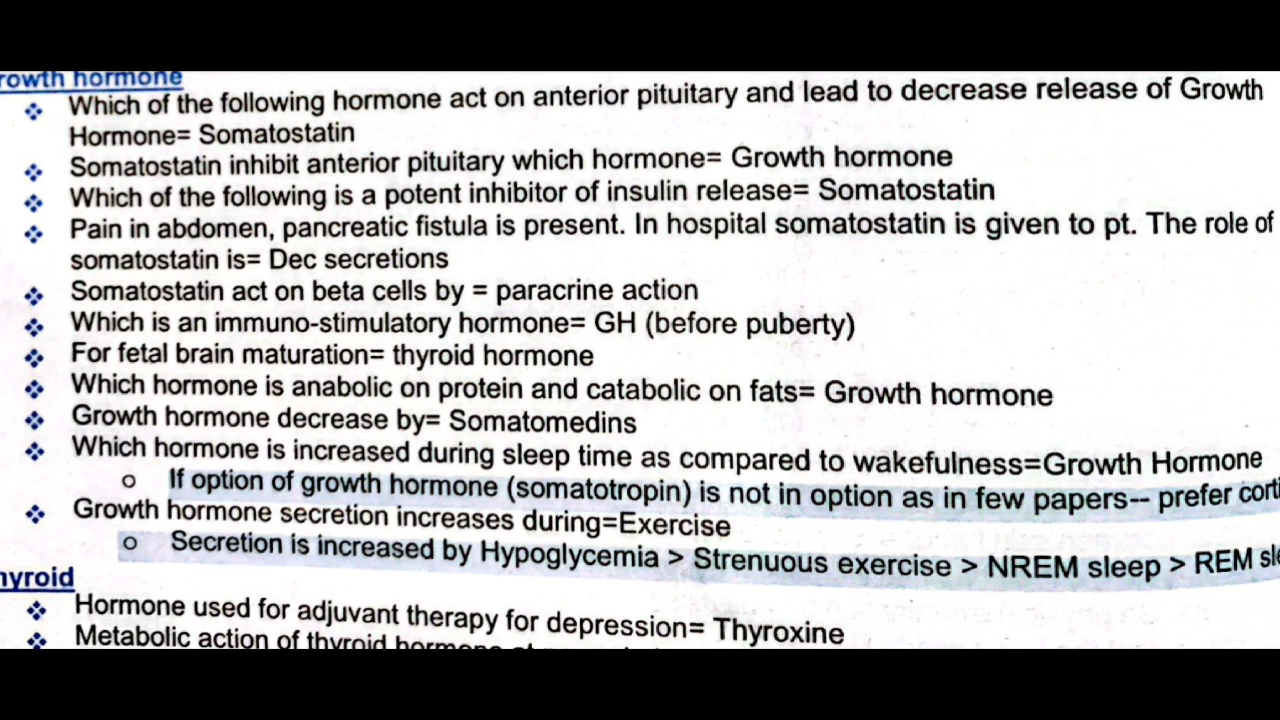 rowth hormone
❖ Which of the following hormone act on anterior pituitary and lead to decrease release of Growth
Hormone= Somatostatin
❖ Somatostatin inhibit anterior pituitary which hormone= Growth hormone
❖ Which of the following is a potent inhibitor of insulin release= Somatostatin
❖ Pain in abdomen, pancreatic fistula is present. In hospital somatostatin is given to pt. The role of
somatostatin is= Dec secretions
❖ Somatostatin act on beta cells by = paracrine action
❖ Which is an immuno-stimulatory hormone= GH (before puberty)
❖ For fetal brain maturation= thyroid hormone
❖ Which hormone is anabolic on protein and catabolic on fats= Growth hormone
❖ Growth hormone decrease by= Somatomedins
❖ Which hormone is increased during sleep time as compared to wakefulness=Growth Hormone
o If option of growth hormone (somatotropin) is not in option as in few papers-- prefer corti
❖ Growth hormone secretion increases during=Exercise
o Secretion is increased by Hypoglycemia > Strenuous exercise > NREM sleep > REM sle
hyroid
❖ Hormone used for adjuvant therapy for depression= Thyroxine
❖ Metabolic action of thyroid hormone